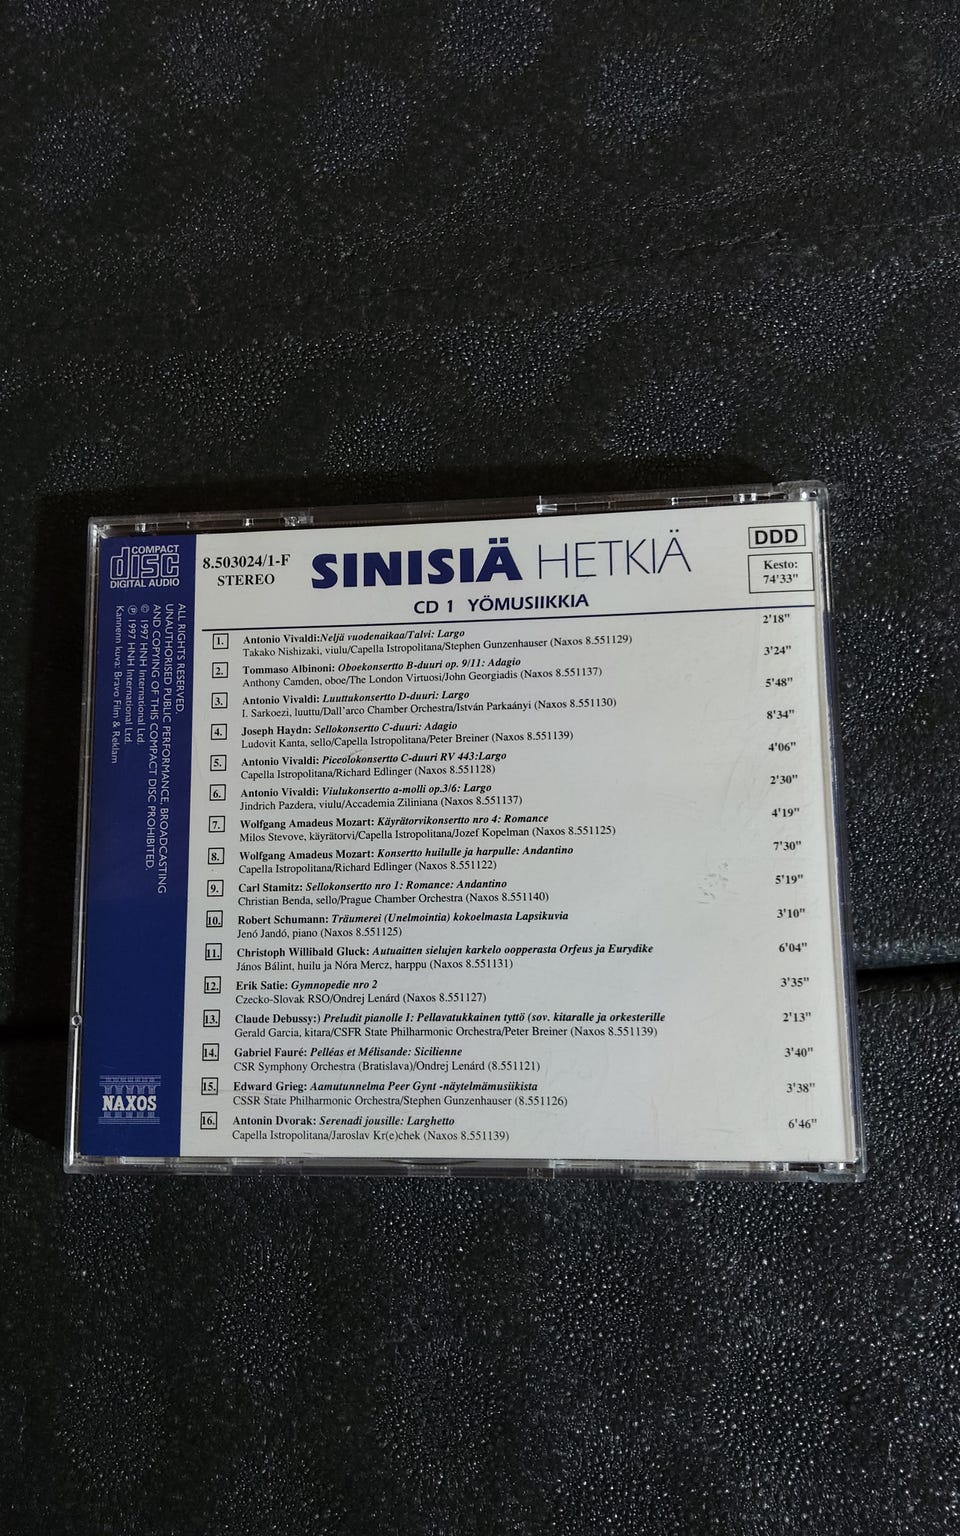 COMPACT
disc
DIGITAL AUDIO
8.503024/1-F
STEREO
SINISIÄ HETKIÄ
CD 1 YÖMUSIIKKIA
DDD
Kesto:
74'33"
1. Antonio Vivaldi:Neljä vuodenaikaa/Talvi: Largo 2'18"
Takako Nishizaki, viulu/Capella Istropolitana/Stephen Gunzenhauser (Naxos 8.551129)
2. Tommaso Albinoni: Oboekonsertto B-duuri op. 9/11: Adagio 3'24"
Anthony Camden, oboe/The London Virtuosi/John Georgiadis (Naxos 8.551137)
3. Antonio Vivaldi: Luuttukonsertto D-duuri: Largo 5'48"
I. Sarkoezi, luuttu/Dall'arco Chamber Orchestra/István Parkaányi (Naxos 8.551130)
4. Joseph Haydn: Sellokonsertto C-duuri: Adagio 8'34"
Ludovit Kanta, sello/Capella Istropolitana/Peter Breiner (Naxos 8.551139)
5. Antonio Vivaldi: Piccolokonsertto C-duuri RV 443:Largo 4'06"
Capella Istropolitana/Richard Edlinger (Naxos 8.551128)
6. Antonio Vivaldi: Viulukonsertto a-molli op.3/6: Largo 2'30"
Jindrich Pazdera, viulu/Accademia Ziliniana (Naxos 8.551137)
7. Wolfgang Amadeus Mozart: Käyrätorvikonsertto nro 4: Romance 4'19"
Milos Stevove, käyrätorvi/Capella Istropolitana/Jozef Kopelman (Naxos 8.551125)
8. Wolfgang Amadeus Mozart: Konsertto huilulle ja harpulle: Andantino 7'30"
Capella Istropolitana/Richard Edlinger (Naxos 8.551122)
9. Carl Stamitz: Sellokonsertto nro 1: Romance: Andantino 5'19"
Christian Benda, sello/Prague Chamber Orchestra (Naxos 8.551140)
10. Robert Schumann: Träumerei (Unelmointia) kokoelmasta Lapsikuvia 3'10"
Jenó Jandó, piano (Naxos 8.551125)
11. Christoph Willibald Gluck: Autuaitten sielujen karkelo oopperasta Orfeus ja Eurydike 6'04"
János Bálint, huilu ja Nóra Mercz, harppu (Naxos 8.551131)
12. Erik Satie: Gymnopedie nro 2 3'35"
Czecko-Slovak RSO/Ondrej Lenárd (Naxos 8.551127)
13. Claude Debussy:) Preludit pianolle I: Pellavatukkainen tyttö (sov. kitaralle ja orkesterille 2'13"
Gerald Garcia, kitara/CSFR State Philharmonic Orchestra/Peter Breiner (Naxos 8.551139)
14. Gabriel Fauré: Pelléas et Mélisande: Sicilienne 3'40"
CSR Symphony Orchestra (Bratislava)/Ondrej Lenárd (8.551121)
15. Edward Grieg: Aamutunnelma Peer Gynt -näytelmämusiikista 3'38"
CSSR State Philharmonic Orchestra/Stephen Gunzenhauser (8.551126)
16. Antonin Dvorak: Serenadi jousille: Larghetto 6'46"
Capella Istropolitana/Jaroslav Kr(e)chek (Naxos 8.551139)
ALL RIGHTS RESERVED.
UNAUTHORISED PUBLIC PERFORMANCE, BROADCASTING
AND COPYING OF THIS COMPACT DISC PROHIBITED.
© 1997 HNH International Ltd.
℗ 1997 HNH International Ltd.
Kannenn kuva: Bravo Film & Reklam
NAXOS